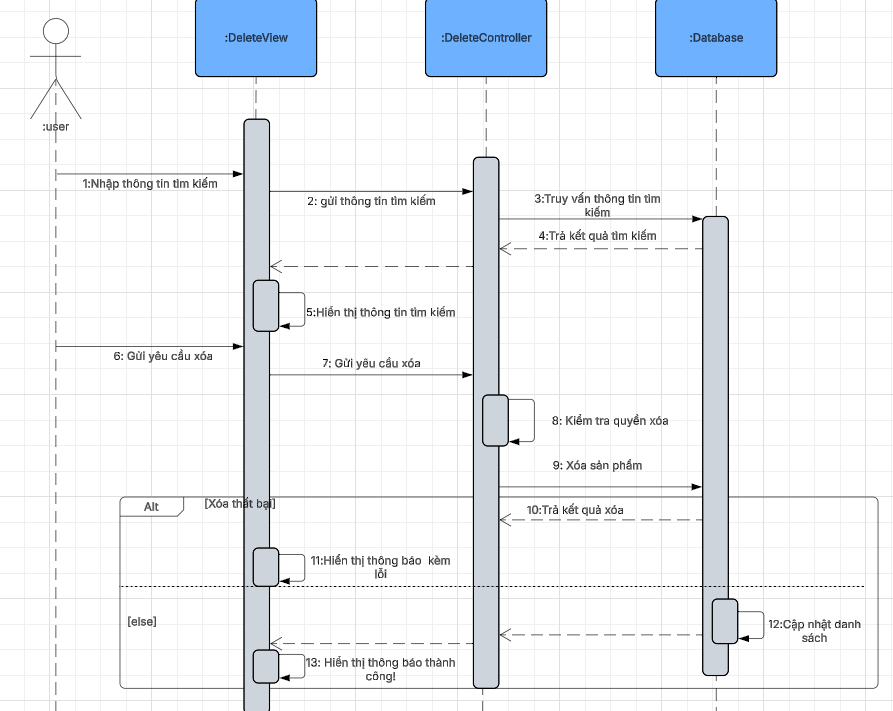 :DeleteView
:DeleteController
:Database
:user
1:Nhập thông tin tìm kiếm
2: gửi thông tin tìm kiếm
3:Truy vấn thông tin tìm
kiếm
4:Trả kết quả tìm kiếm
5:Hiển thị thông tin tìm kiếm
6: Gửi yêu cầu xóa
7: Gửi yêu cầu xóa
8: Kiểm tra quyền xóa
9: Xóa sản phẩm
Alt
[Xóa thất bại]
10:Trả kết quả xóa
11:Hiển thị thông báo kèm
lỗi
[else]
12:Cập nhật danh
sách
13: Hiển thị thông báo thành
công!